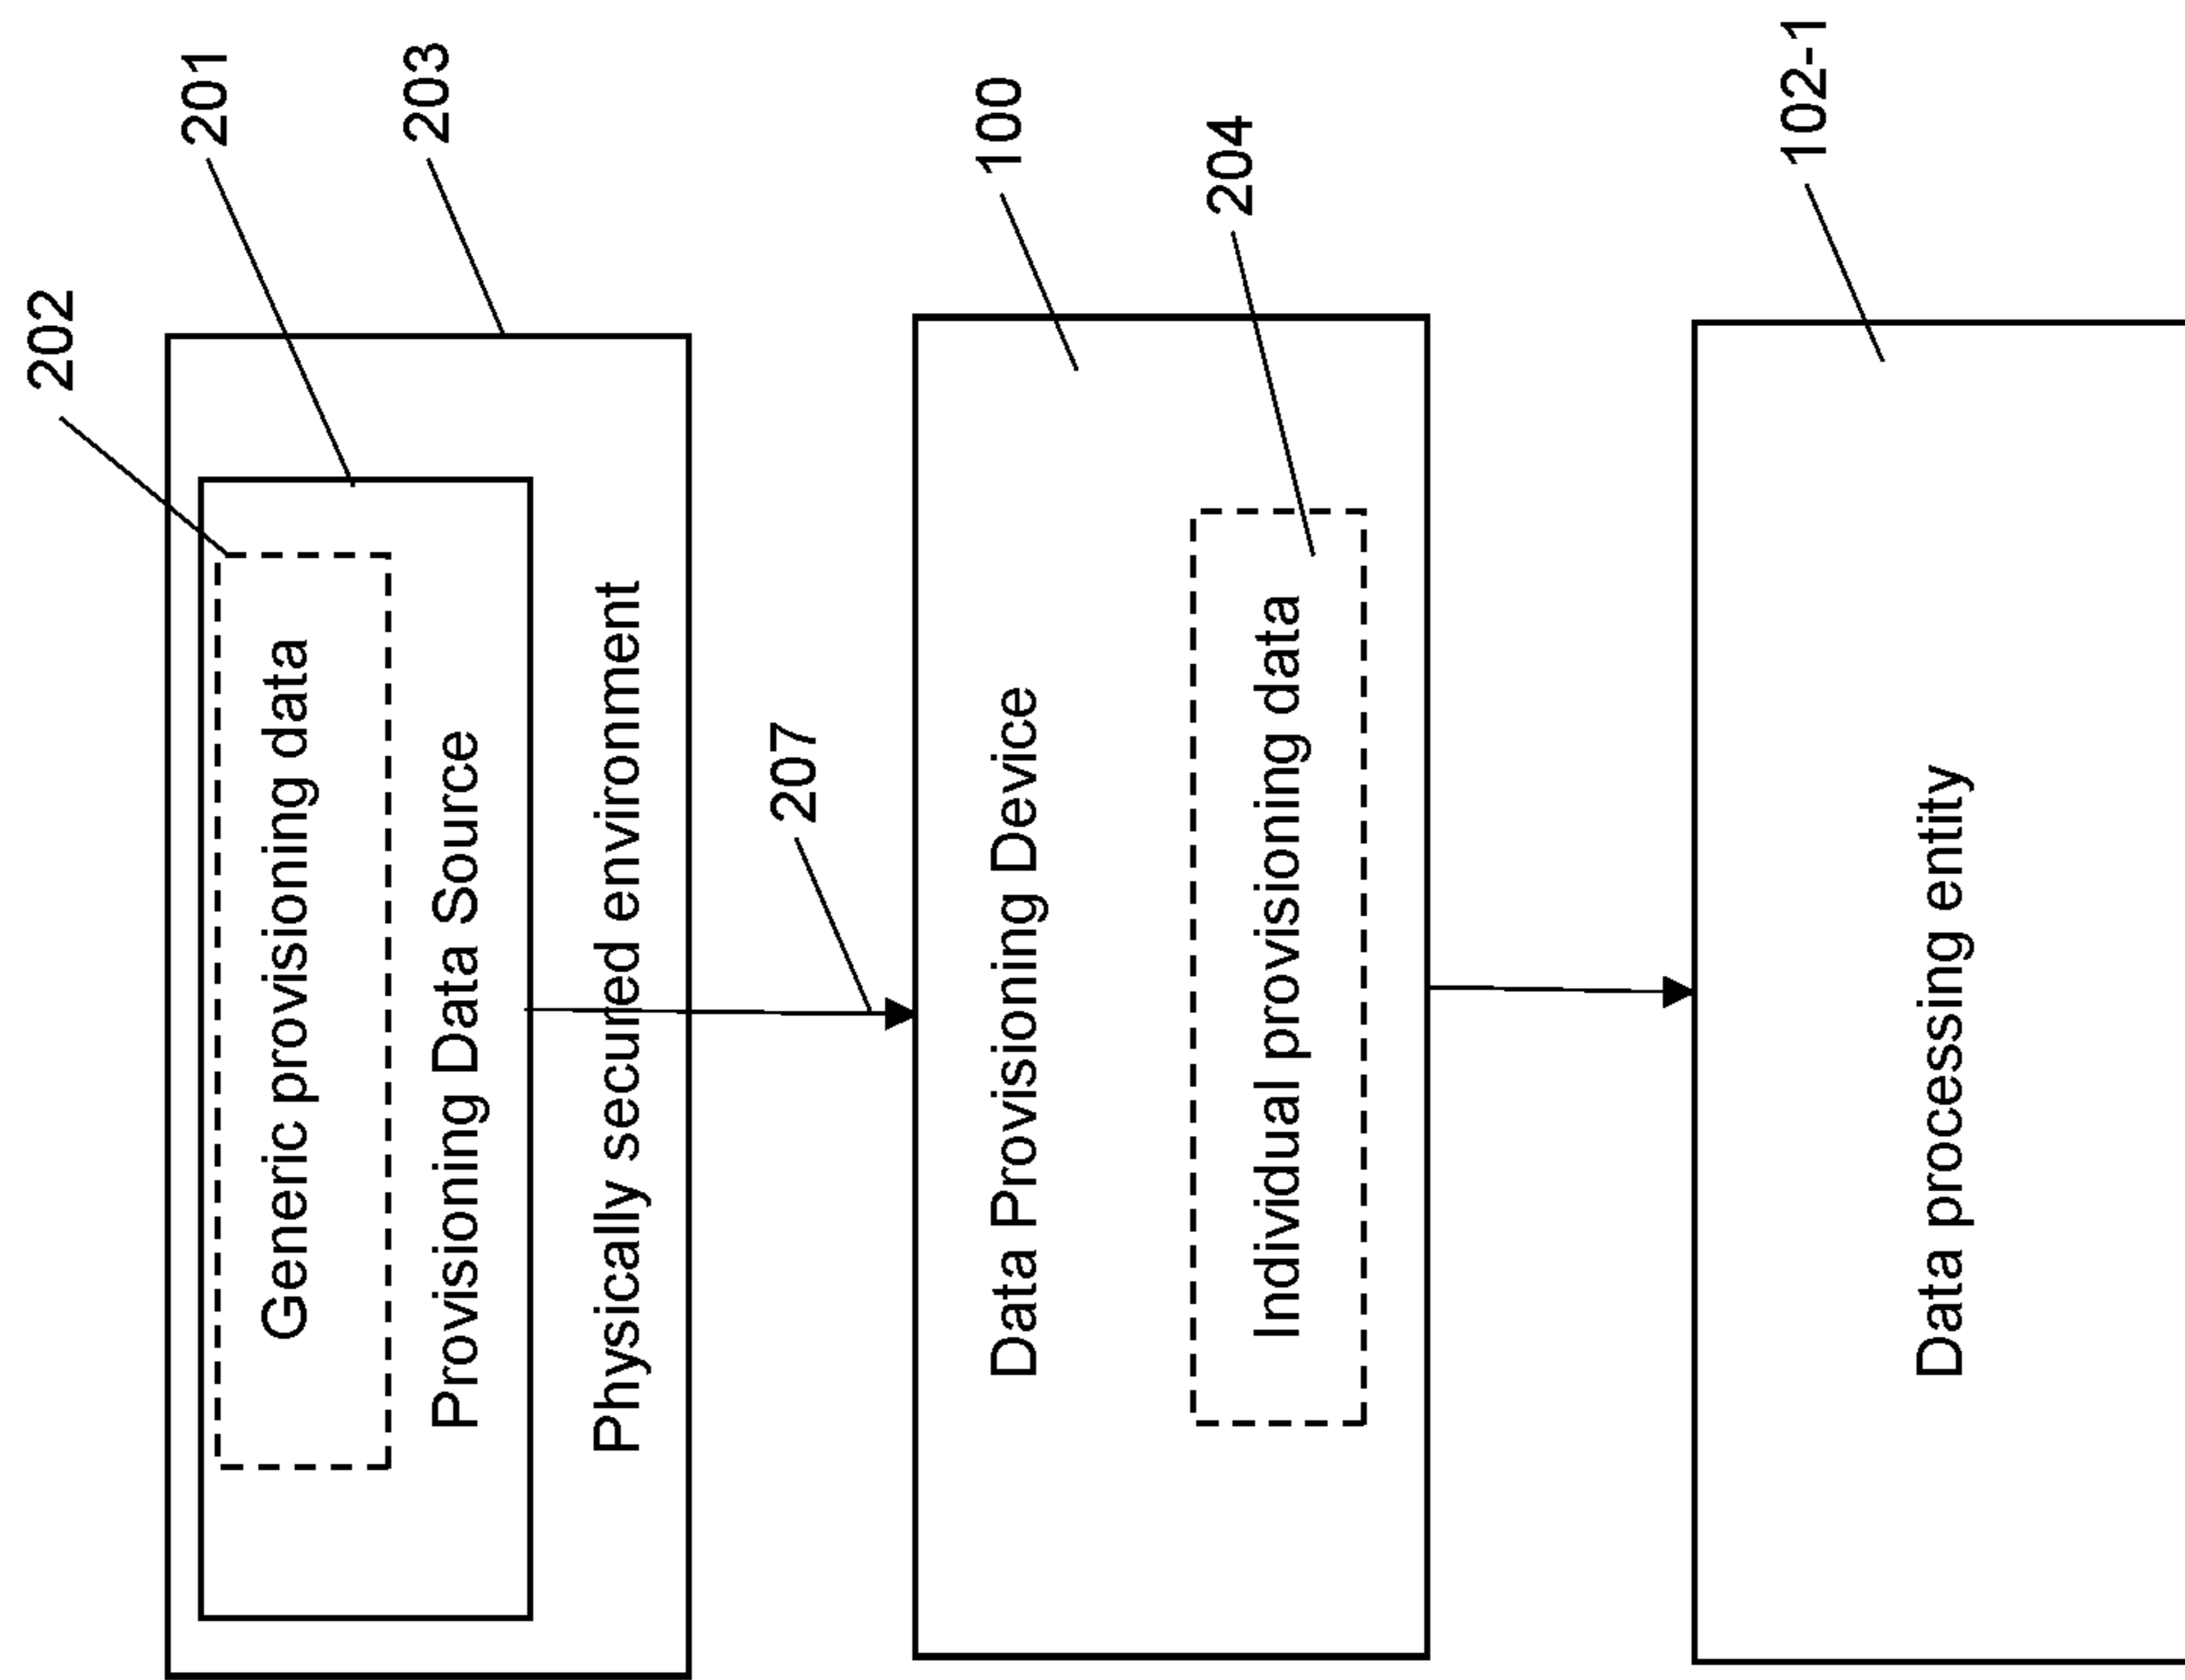 202
201
203
Generic provisioning data
Provisioning Data Source
Physically secured environment
207
100
204
Data Provisioning Device
Individual provisioning data
102-1
Data processing entity